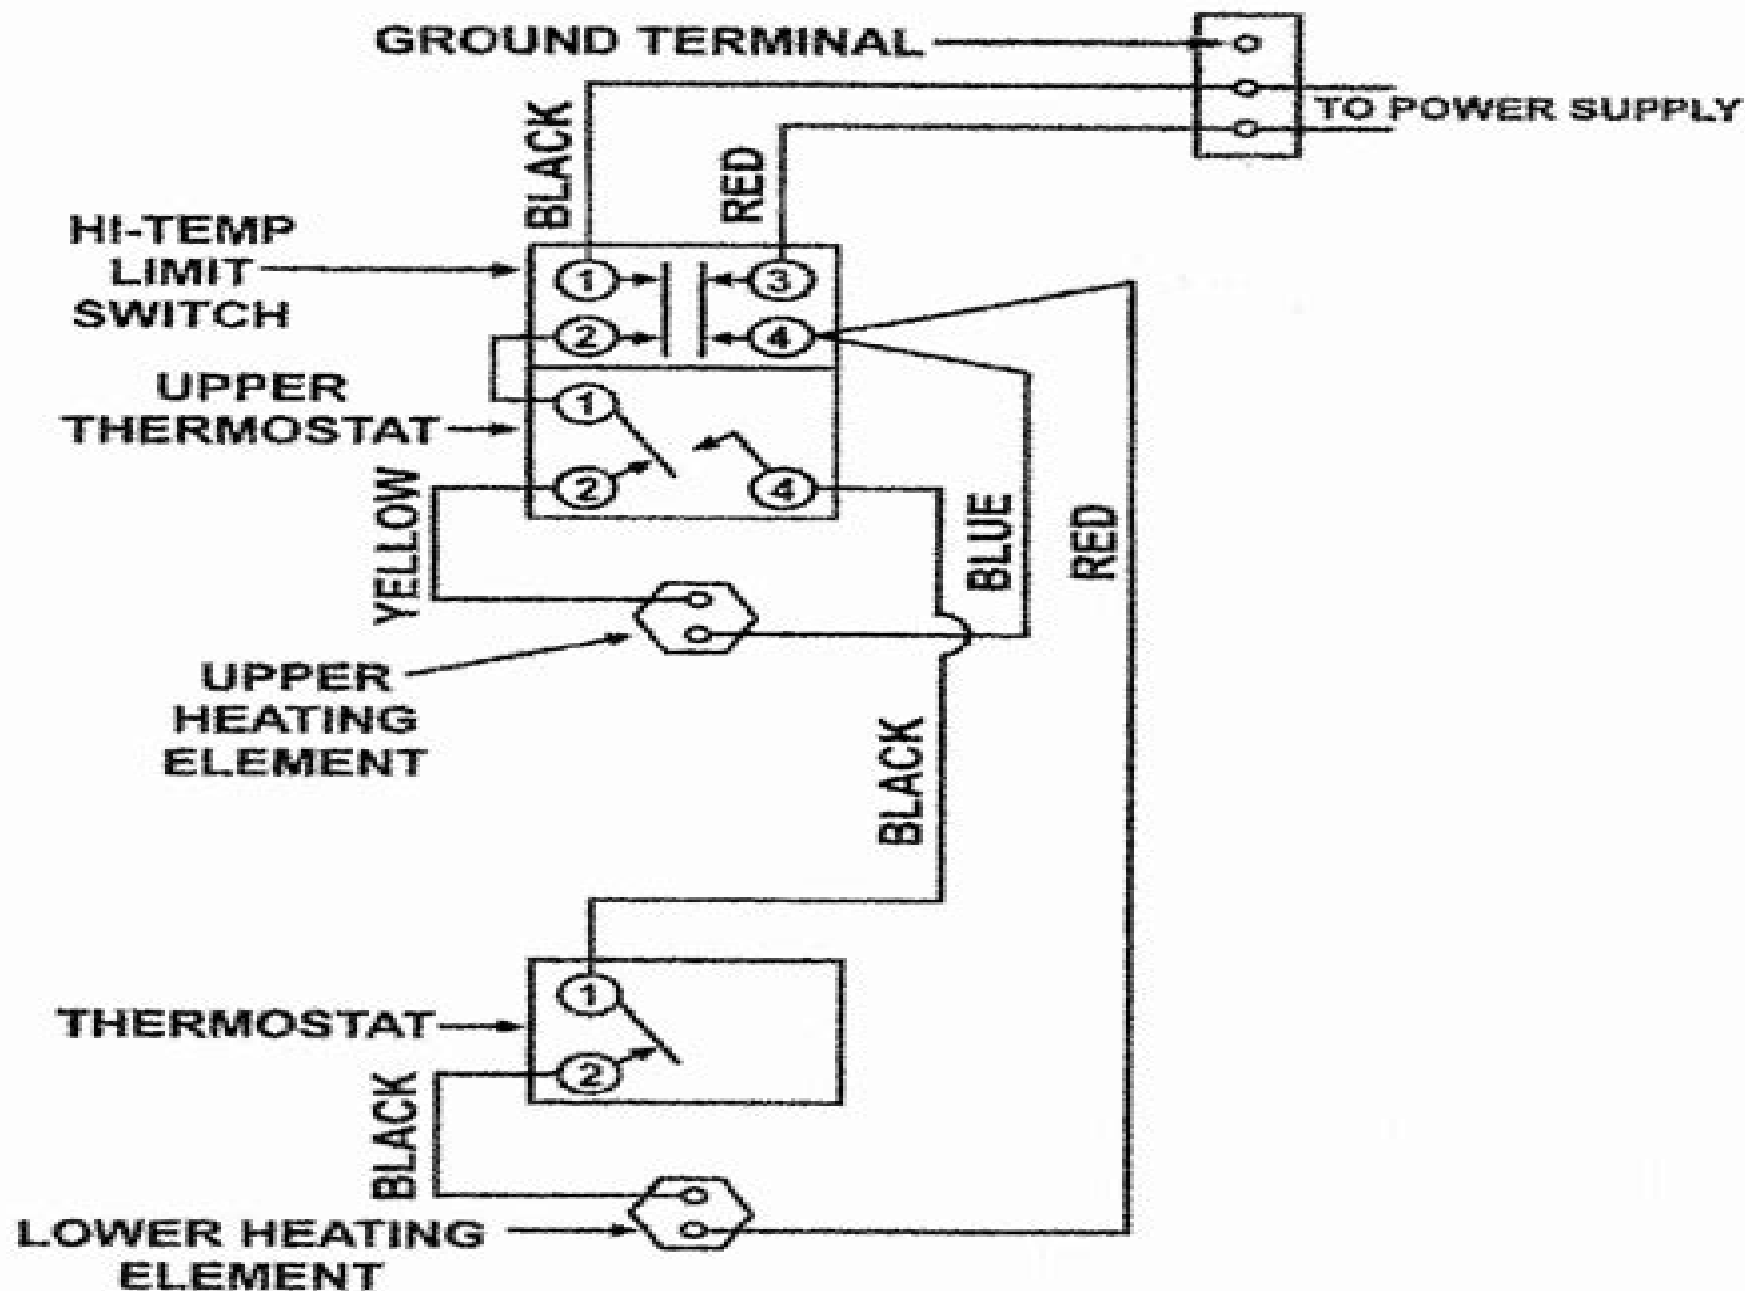 GROUND TERMINAL
TO POWER SUPPLY
BLACK
RED
HI-TEMP
LIMIT
SWITCH
1
3
2
4
UPPER
THERMOSTAT
1
2
4
YELLOW
BLUE
RED
UPPER
HEATING
ELEMENT
BLACK
THERMOSTAT
1
2
BLACK
LOWER HEATING
ELEMENT